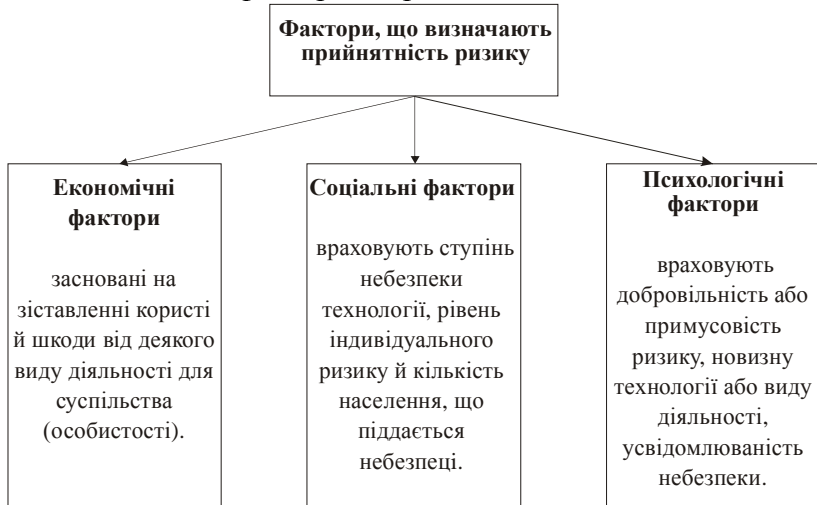 Фактори, що визначають
прийнятність ризику
Економічні
фактори
засновані на
зіставленні користі
й шкоди від деякого
виду діяльності для
суспільства
(особистості).
Соціальні фактори
враховують ступінь
небезпеки
технології, рівень
індивідуального
ризику й кількість
населення, що
піддається
небезпеці.
Психологічні
фактори
враховують
добровільність або
примусовість
ризику, новизну
технології або виду
діяльності,
усвідомлюваність
небезпеки.